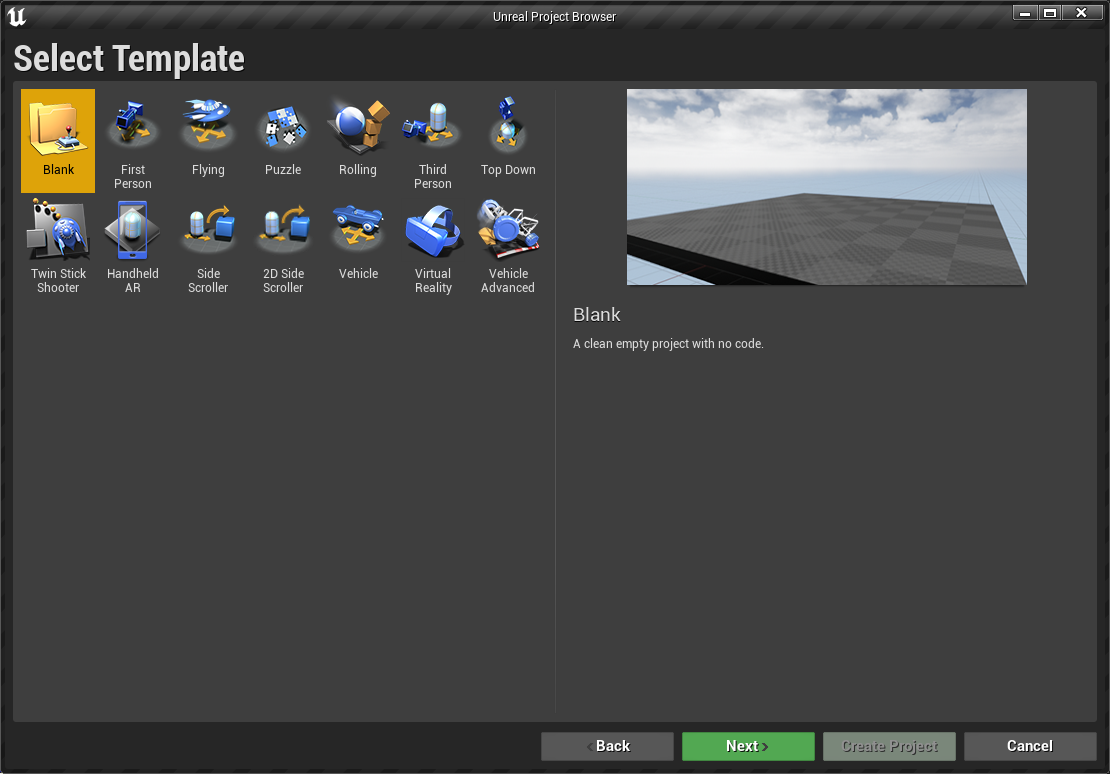 Unreal Project Browser
Select Template
Blank
First
Person
Flying
Puzzle
Rolling
Third
Person
Top Down
Twin Stick
Shooter
Handheld
AR
Side
Scroller
2D Side
Scroller
Vehicle
Virtual
Reality
Vehicle
Advanced
Blank
A clean empty project with no code.
< Back
Next >
Create Project
Cancel